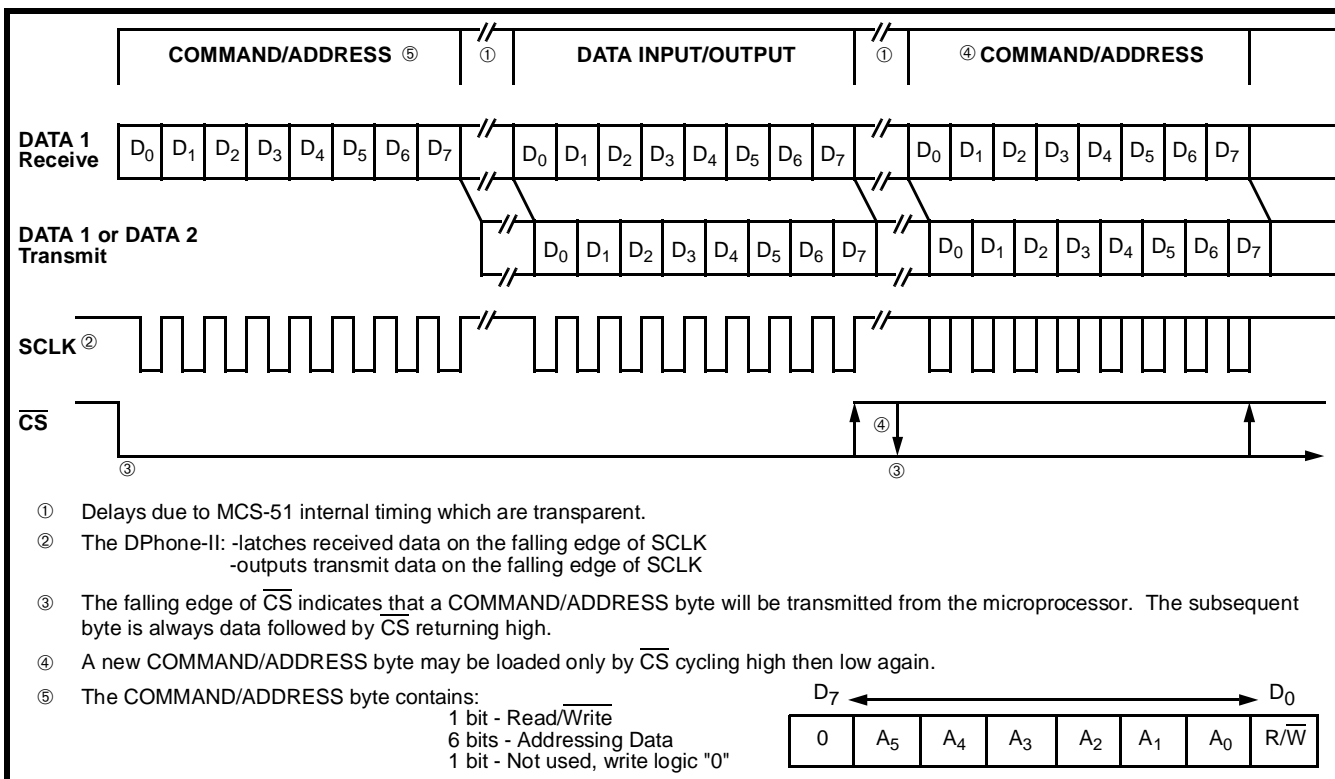 COMMAND/ADDRESS ⑤ ① DATA INPUT/OUTPUT ① ④ COMMAND/ADDRESS
DATA 1
Receive
D0 D1 D2 D3 D4 D5 D6 D7 D0 D1 D2 D3 D4 D5 D6 D7 D0 D1 D2 D3 D4 D5 D6 D7
DATA 1 or DATA 2
Transmit
D0 D1 D2 D3 D4 D5 D6 D7 D0 D1 D2 D3 D4 D5 D6 D7
SCLK ②
C̅S̅
④
③ ③
① Delays due to MCS-51 internal timing which are transparent.
② The DPhone-II: -latches received data on the falling edge of SCLK
-outputs transmit data on the falling edge of SCLK
③ The falling edge of C̅S̅ indicates that a COMMAND/ADDRESS byte will be transmitted from the microprocessor. The subsequent
byte is always data followed by C̅S̅ returning high.
④ A new COMMAND/ADDRESS byte may be loaded only by C̅S̅ cycling high then low again.
⑤ The COMMAND/ADDRESS byte contains:
1 bit - Read/W̅r̅i̅t̅e̅
6 bits - Addressing Data
1 bit - Not used, write logic "0"
D7 D0
0 A5 A4 A3 A2 A1 A0 R/W̅